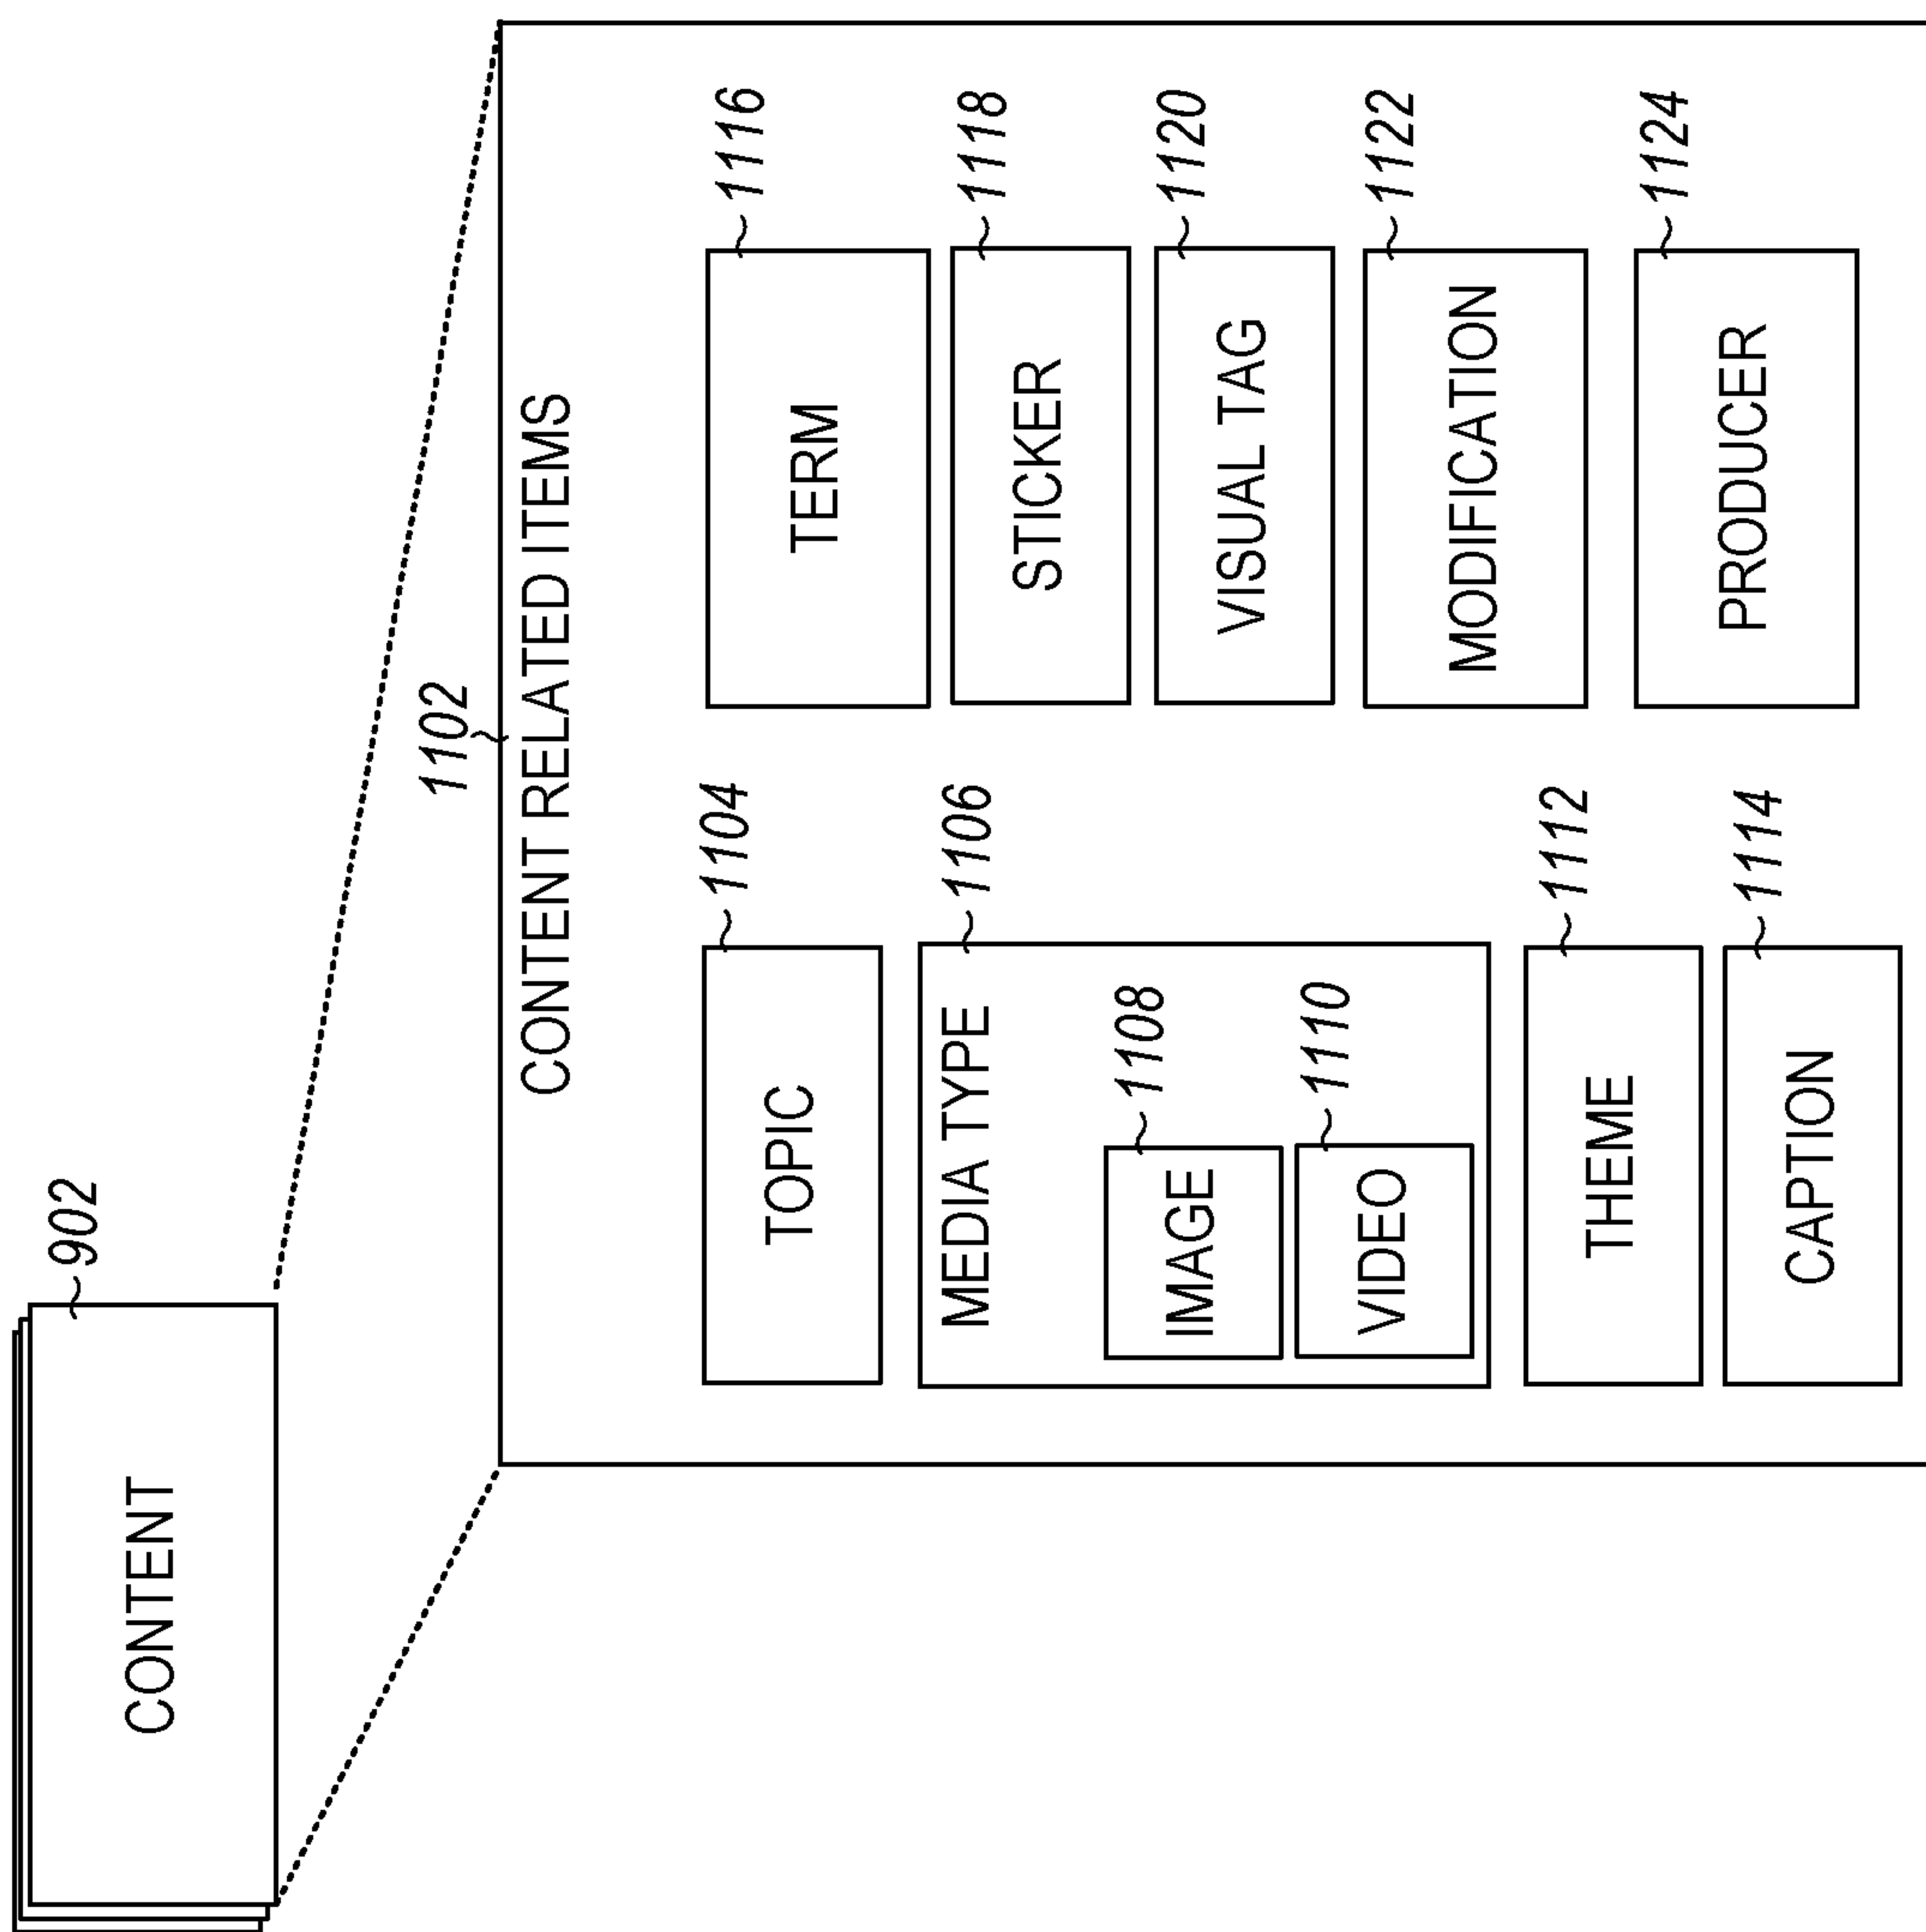 CONTENT
902
1102
CONTENT RELATED ITEMS
TOPIC
1104
MEDIA TYPE
1106
IMAGE
1108
VIDEO
1110
THEME
1112
CAPTION
1114
TERM
1116
STICKER
1118
VISUAL TAG
1120
MODIFICATION
1122
PRODUCER
1124